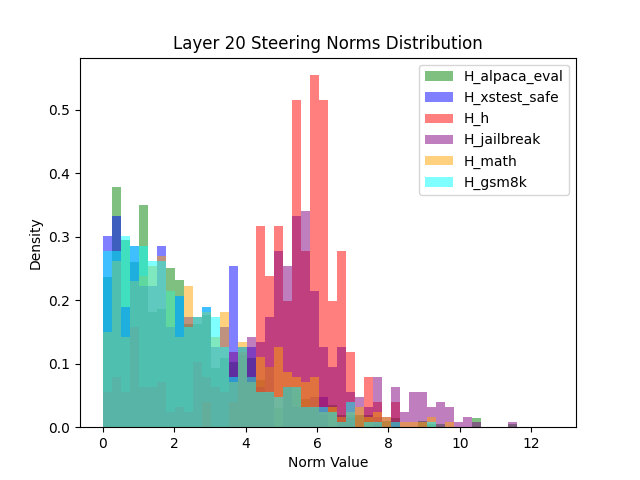 Layer 20 Steering Norms Distribution
H_alpaca_eval
H_xstest_safe
H_h
H_jailbreak
H_math
H_gsm8k
Density
0.5
0.4
0.3
0.2
0.1
0.0
0 2 4 6 8 10 12
Norm Value